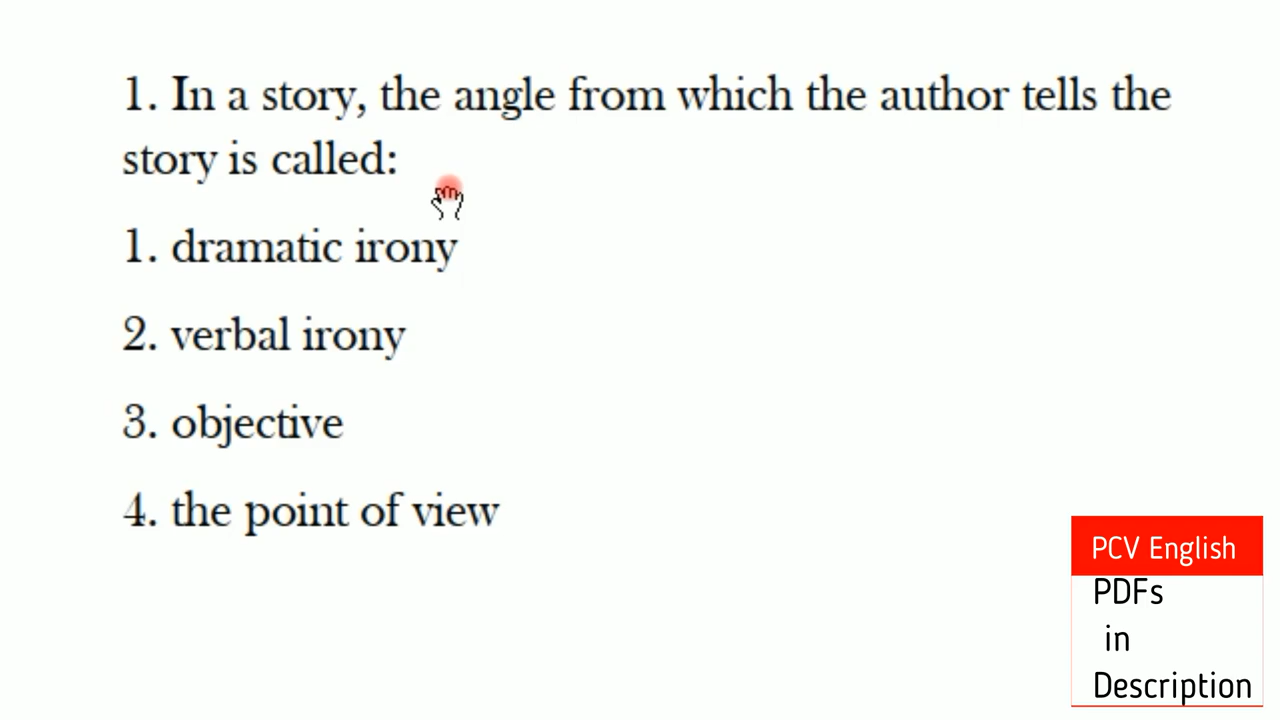 1. In a story, the angle from which the author tells the
story is called:
1. dramatic irony
2. verbal irony
3. objective
4. the point of view
PCV English
PDFs
in
Description